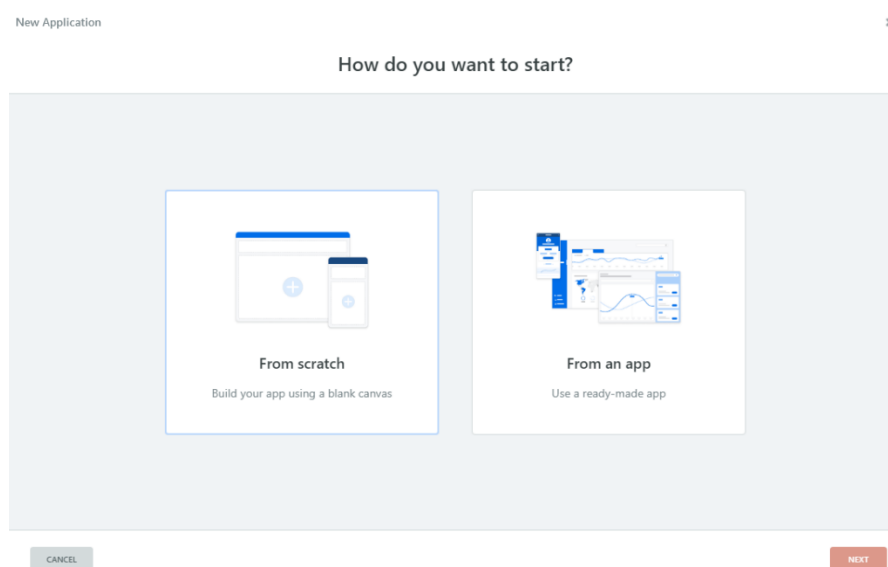 New Application
How do you want to start?
From scratch
Build your app using a blank canvas
From an app
Use a ready-made app
CANCEL
NEXT